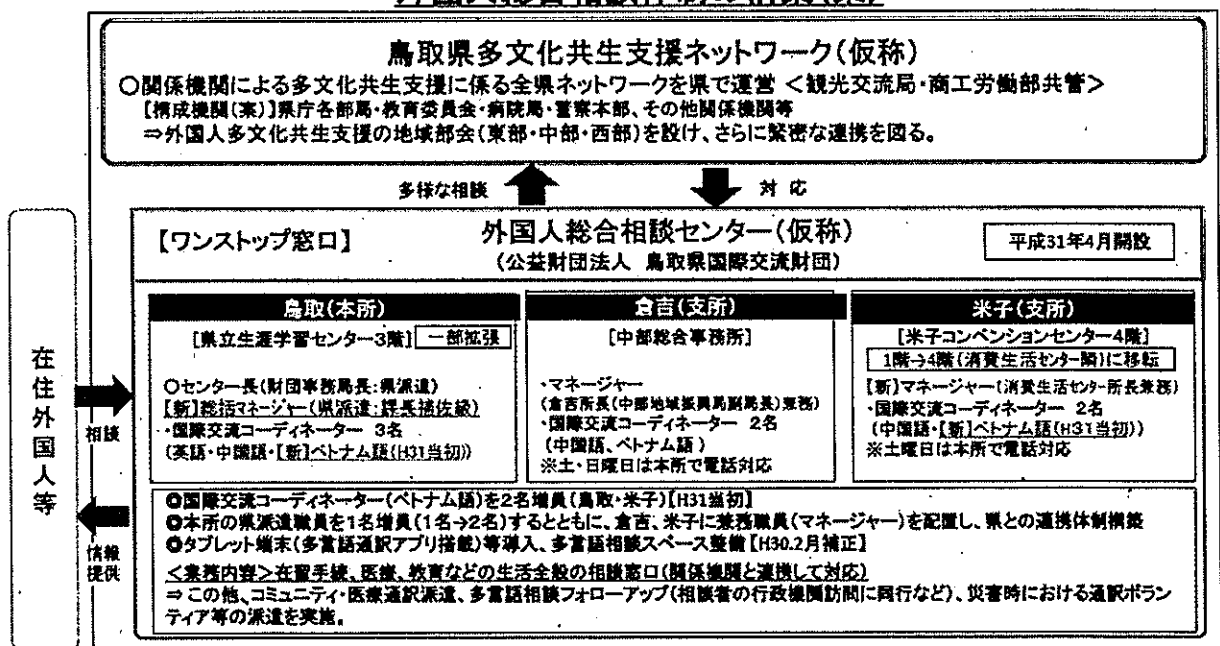 鳥取県多文化共生支援ネットワーク(仮称)
○関係機関による多文化共生支援に係る全県ネットワークを県で運営 <観光交流局・商工労働部共管>
【構成機関(案)】県庁各部局・教育委員会・病院局・警察本部、その他関係機関等
⇒外国人多文化共生支援の地域部会(東部・中部・西部)を設け、さらに緊密な連携を図る。
多様な相談
対応
【ワンストップ窓口】
外国人総合相談センター(仮称)
(公益財団法人 鳥取県国際交流財団)
平成31年4月開設
鳥取(本所)
[県立生涯学習センター3階] 一部拡張
○センター長(財団事務局長:県派遣)
[新]総括マネージャー(県派遣:課長補佐級)
・国際交流コーディネーター 3名
(英語・中国語・[新]ベトナム語(H31当初))
倉吉(支所)
[中部総合事務所]
・マネージャー
(倉吉所長(中部地域振興局副局長)兼務)
・国際交流コーディネーター 2名
(中国語、ベトナム語)
※土・日曜日は本所で電話対応
米子(支所)
[米子コンベンションセンター4階]
1階→4階(消費生活センター隣)に移転
[新]マネージャー(消費生活センター所長兼務)
・国際交流コーディネーター 2名
(中国語・[新]ベトナム語(H31当初))
※土曜日は本所で電話対応
在住外国人等
相談
情報提供
◎国際交流コーディネーター(ベトナム語)を2名増員(鳥取・米子)【H31当初】
◎本所の県派遣職員を1名増員(1名→2名)するとともに、倉吉、米子に兼務職員(マネージャー)を配置し、県との連携体制構築
◎タブレット端末(多言語通訳アプリ搭載)等導入、多言語相談スペース整備【H30.2月補正】
<業務内容>在留手続、医療、教育などの生活全般の相談窓口(関係機関と連携して対応)
⇒ この他、コミュニティ・医療通訳派遣、多言語相談フォローアップ(相談者の行政機関訪問に同行など)、災害時における通訳ボラン
ティア等の派遣を実施。